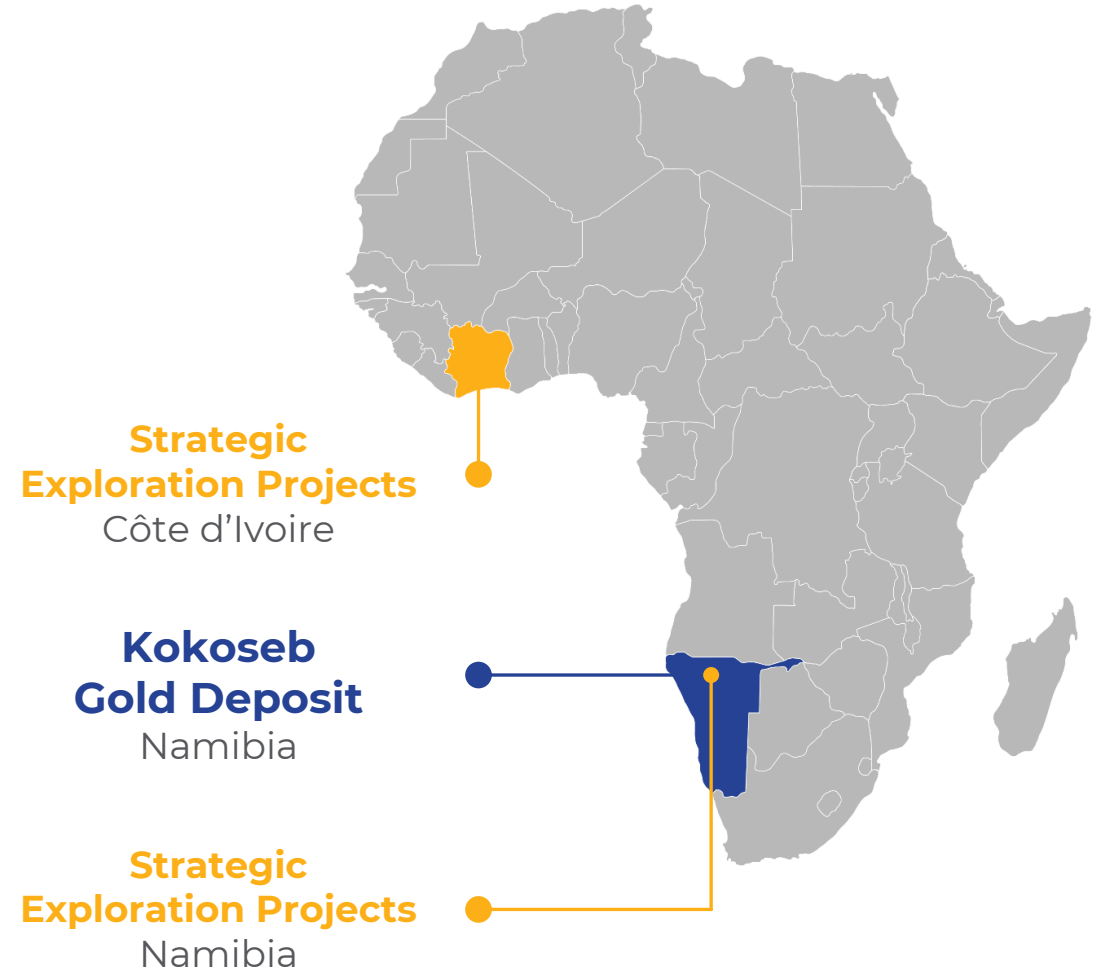 Strategic
Exploration Projects
Côte d’Ivoire
Kokoseb
Gold Deposit
Namibia
Strategic
Exploration Projects
Namibia